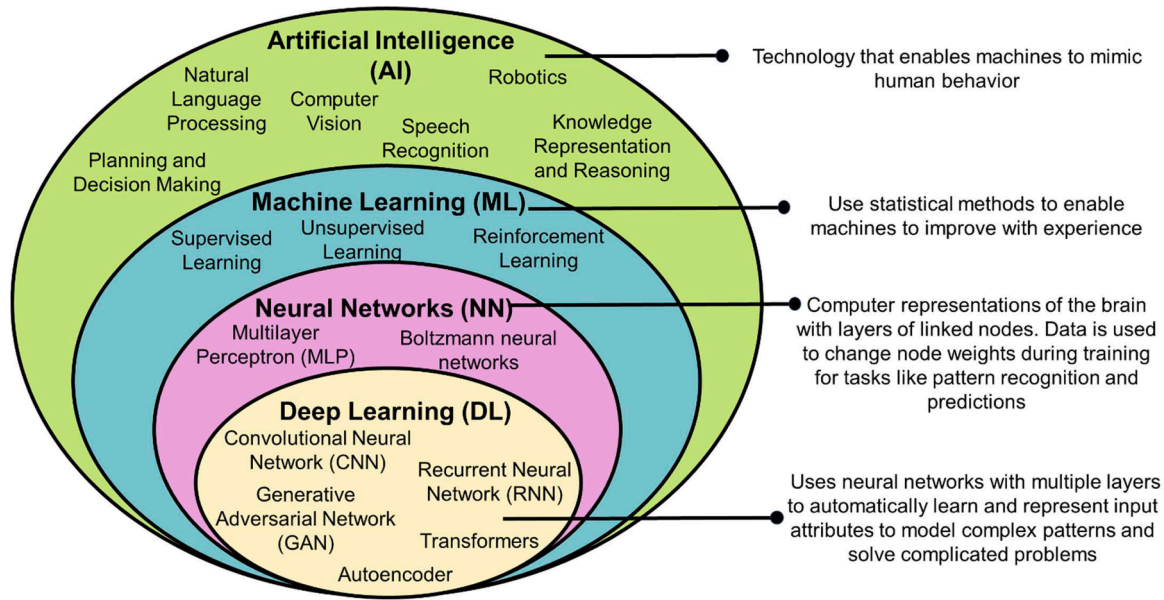 Artificial Intelligence
(AI)
Natural
Language
Processing
Computer
Vision
Robotics
Speech
Recognition
Knowledge
Representation
and Reasoning
Planning and
Decision Making
Technology that enables machines to mimic
human behavior
Machine Learning (ML)
Supervised
Learning
Unsupervised
Learning
Reinforcement
Learning
Use statistical methods to enable
machines to improve with experience
Neural Networks (NN)
Multilayer
Perceptron (MLP)
Boltzmann neural
networks
Computer representations of the brain
with layers of linked nodes. Data is used
to change node weights during training
for tasks like pattern recognition and
predictions
Deep Learning (DL)
Convolutional Neural
Network (CNN)
Recurrent Neural
Network (RNN)
Generative
Adversarial Network
(GAN)
Transformers
Autoencoder
Uses neural networks with multiple layers
to automatically learn and represent input
attributes to model complex patterns and
solve complicated problems